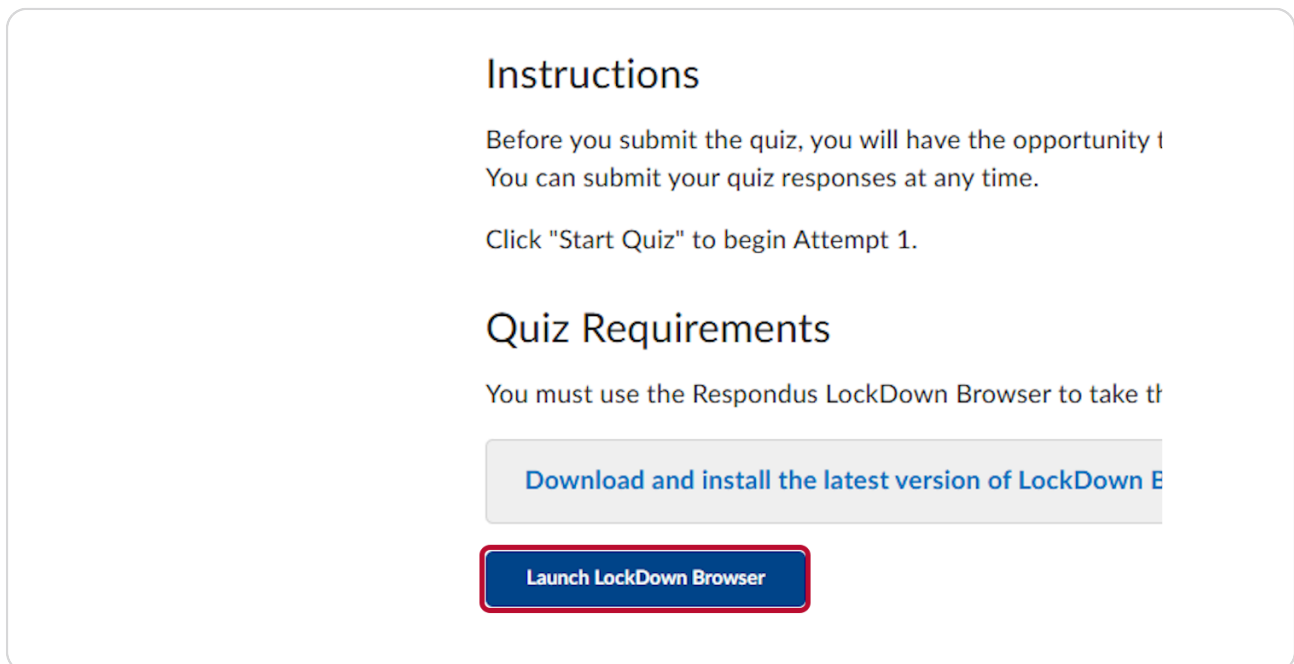 Instructions
Before you submit the quiz, you will have the opportunity
You can submit your quiz responses at any time.
Click "Start Quiz" to begin Attempt 1.
Quiz Requirements
You must use the Respondus LockDown Browser to take
Download and install the latest version of LockDown
Launch LockDown Browser